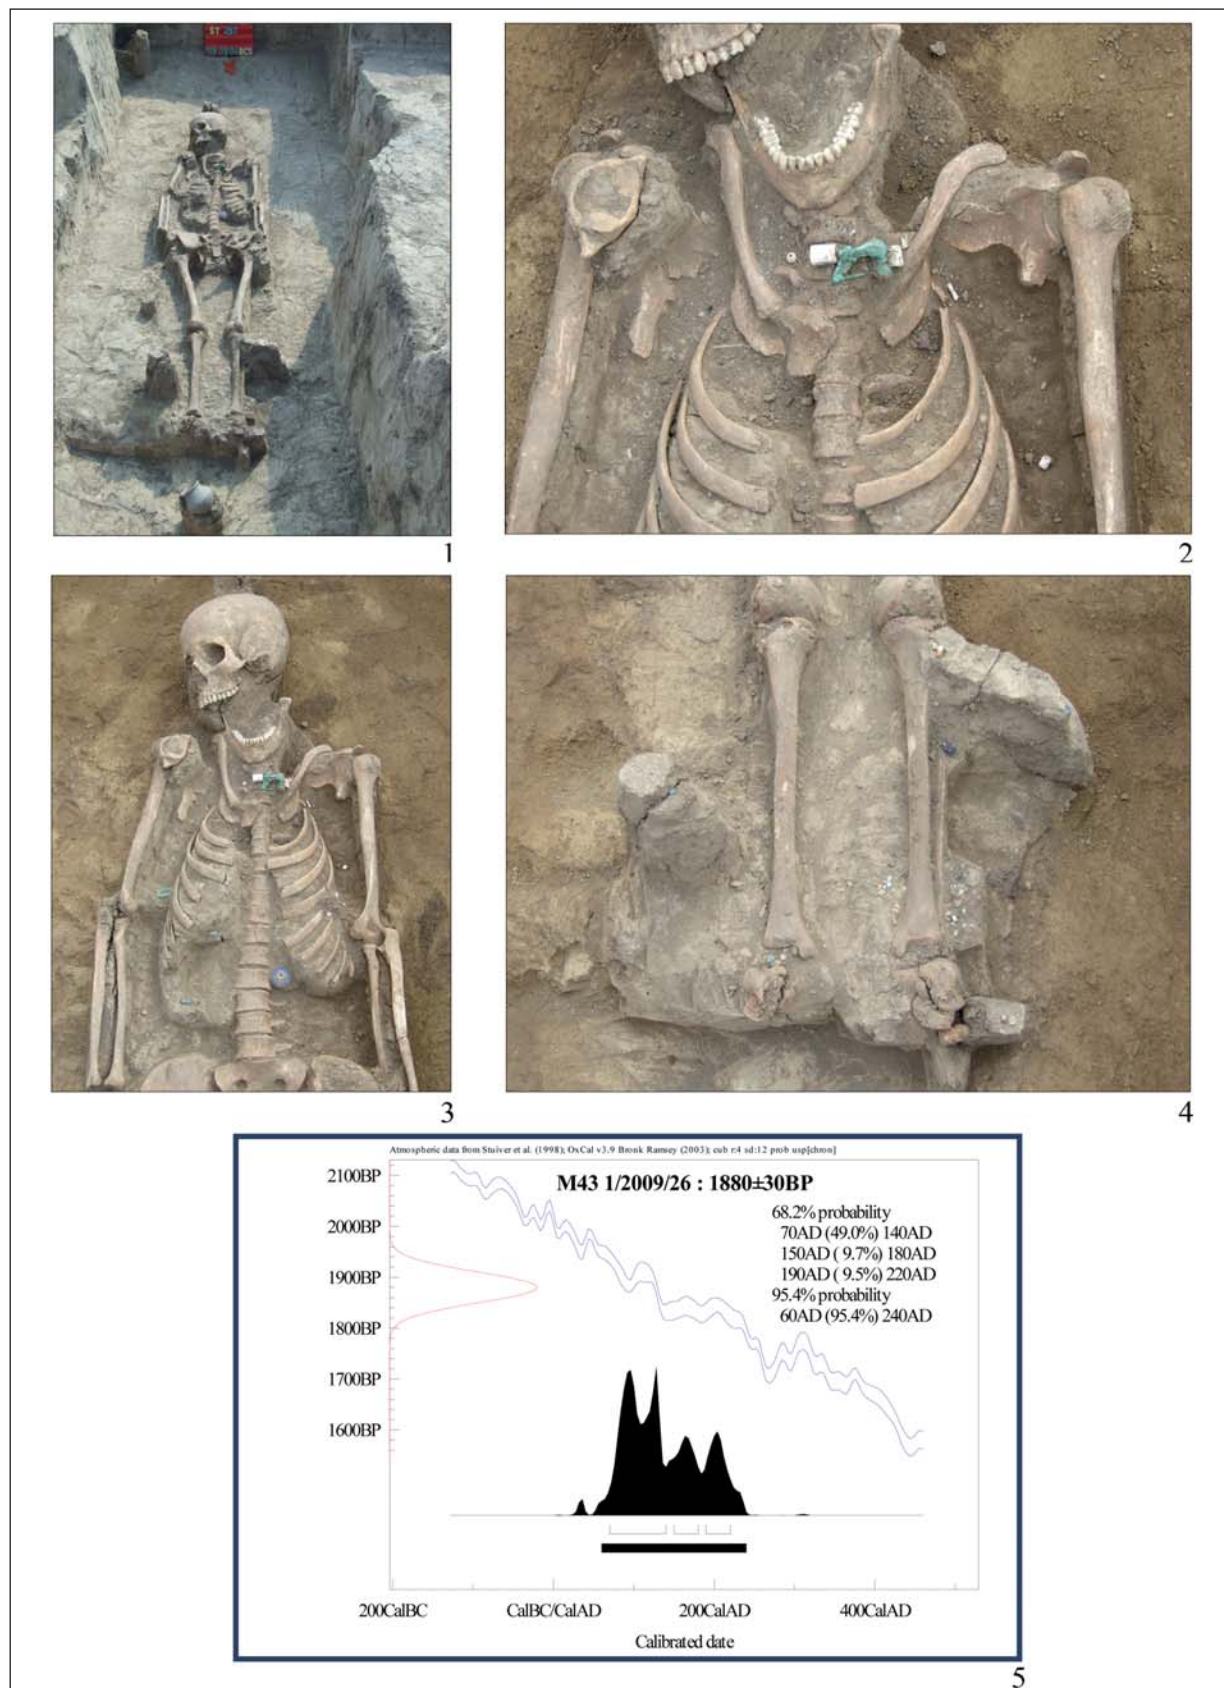 1
2
3
4
Atmospheric data from Stuiver et al. (1998); OxCal v3.9 Bronk Ramsey (2003); cub r:4 sd:12 prob usp[chron]
M43 1/2009/26 : 1880±30BP
68.2% probability
70AD (49.0%) 140AD
150AD ( 9.7%) 180AD
190AD ( 9.5%) 220AD
95.4% probability
60AD (95.4%) 240AD
2100BP
2000BP
1900BP
1800BP
1700BP
1600BP
200CalBC CalBC/CalAD 200CalAD 400CalAD
Calibrated date
5